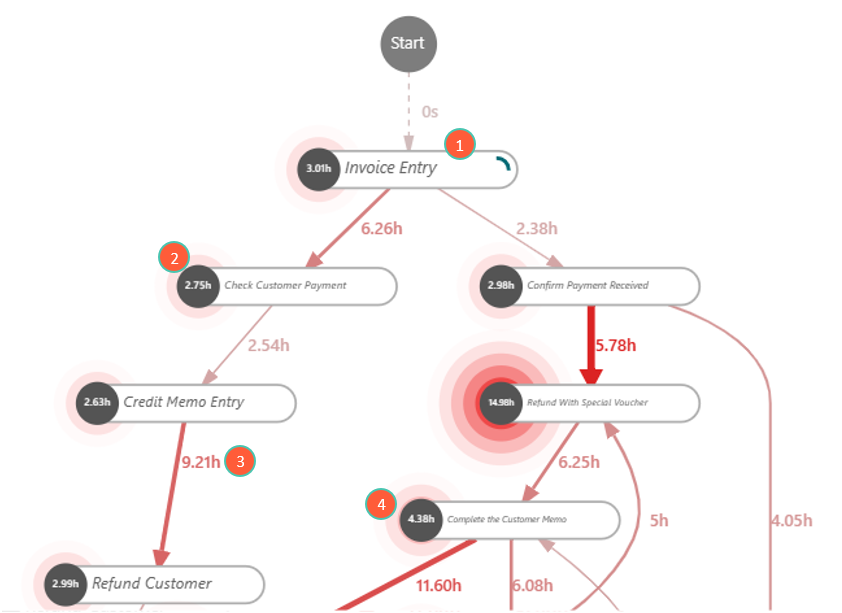 Start
0s
1
3.01h Invoice Entry
6.26h
2.38h
2
2.75h Check Customer Payment
2.98h Confirm Payment Received
2.54h
5.78h
2.63h Credit Memo Entry
14.98h Refund With Special Voucher
9.21h
3
6.25h
4
4.38h Complete the Customer Memo
5h
4.05h
2.99h Refund Customer
11.60h
6.08h